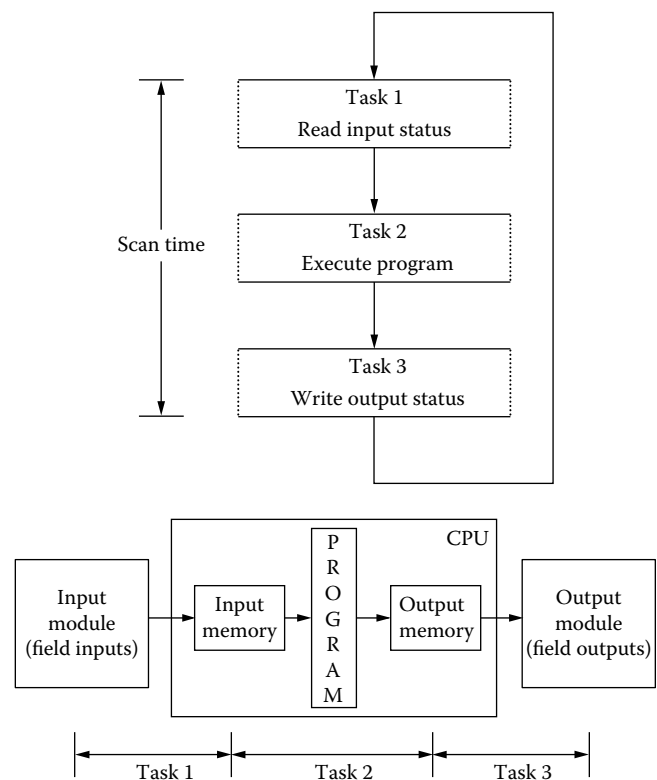 Task 1
Read input status
Scan time
Task 2
Execute program
Task 3
Write output status
CPU
P
R
O
G
R
A
M
Input
module
(field inputs)
Input
memory
Output
memory
Output
module
(field outputs)
Task 1
Task 2
Task 3